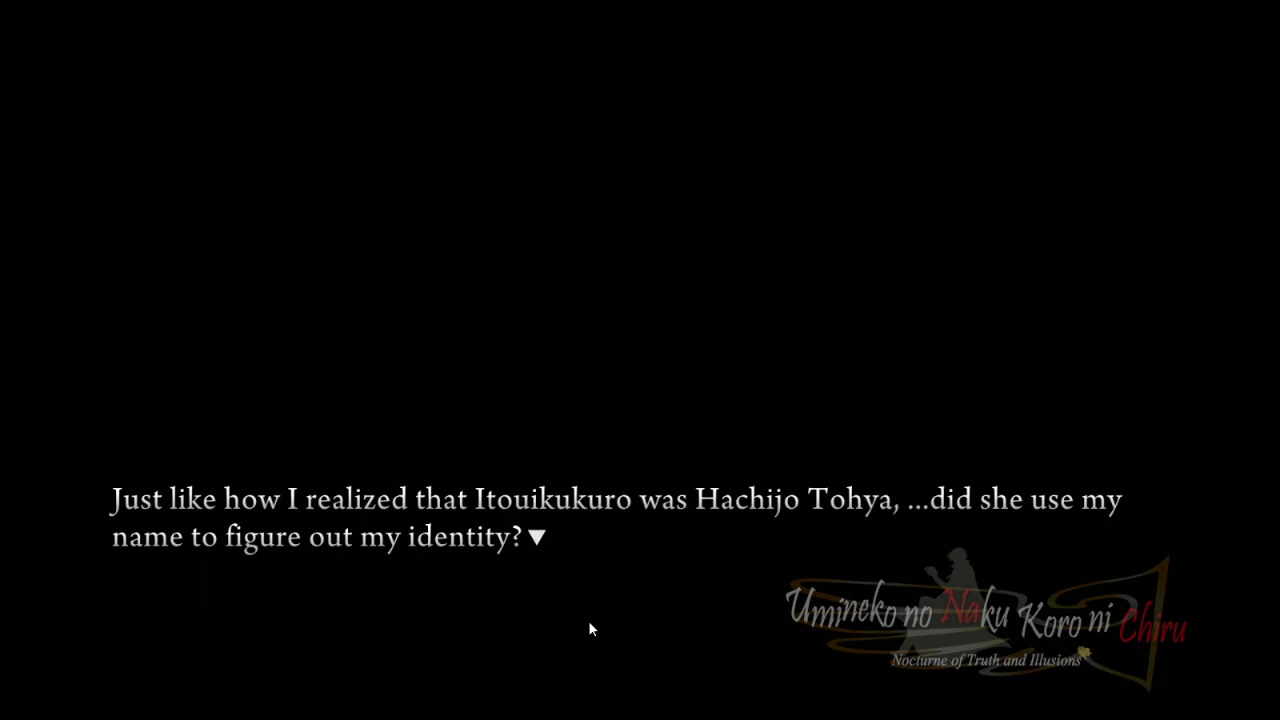 Just like how I realized that Itouikukuro was Hachijo Tohya, ...did she use my
name to figure out my identity?
Umineko no Naku Koro ni Chiru
Nocturne of Truth and Illusions